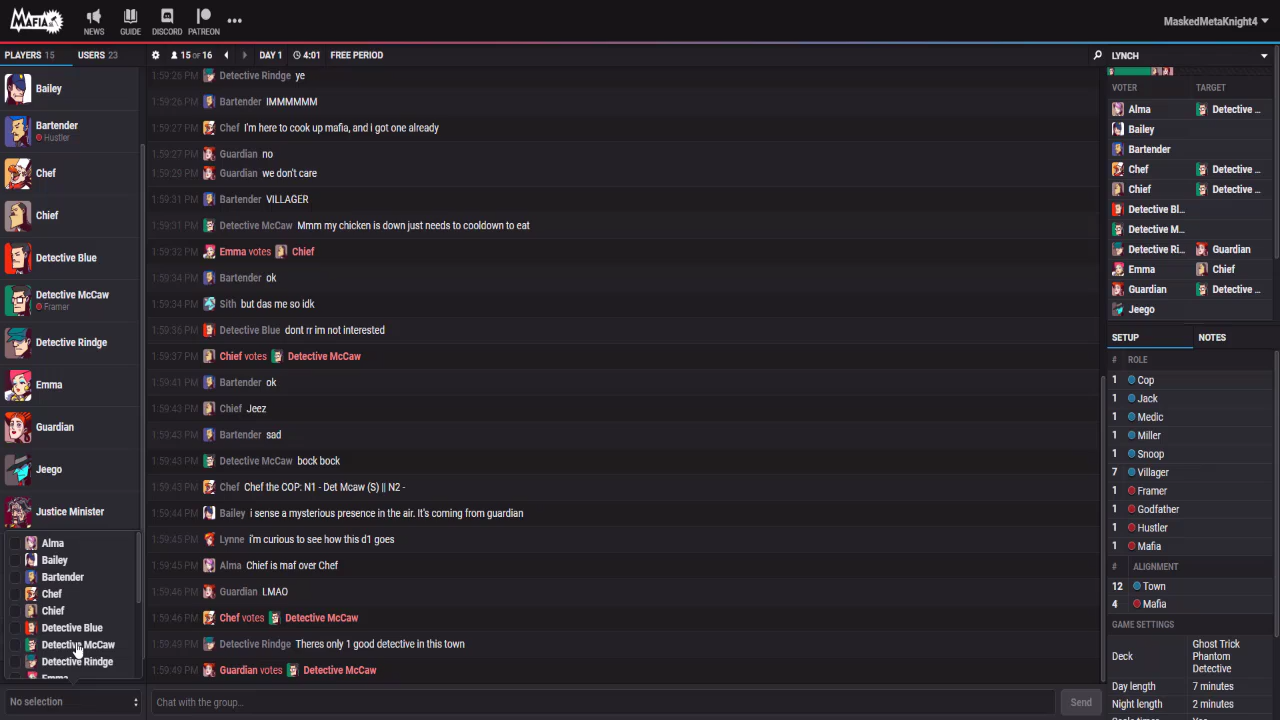 MAFIA
NEWS
GUIDE
DISCORD
PATREON
MaskedMetaKnight4
PLAYERS 15
USERS 23
15 OF 16
DAY 1
4:01
FREE PERIOD
LYNCH
Bailey
Bartender
Hustler
Chef
Chief
Detective Blue
Detective McCaw
Framer
Detective Rindge
Emma
Guardian
Jeego
Justice Minister
Alma
Bailey
Bartender
Chef
Chief
Detective Blue
Detective McCaw
Detective Rindge
Emma
No selection
1:59:26 PM Detective Rindge ye
1:59:26 PM Bartender IMMMMMM
1:59:27 PM Chef I'm here to cook up mafia, and i got one already
1:59:27 PM Guardian no
1:59:29 PM Guardian we don't care
1:59:31 PM Bartender VILLAGER
1:59:31 PM Detective McCaw Mmm my chicken is down just needs to cooldown to eat
1:59:32 PM Emma votes Chief
1:59:34 PM Bartender ok
1:59:34 PM Sith but das me so idk
1:59:36 PM Detective Blue dont rr im not interested
1:59:37 PM Chief votes Detective McCaw
1:59:41 PM Bartender ok
1:59:43 PM Chief Jeez
1:59:43 PM Bartender sad
1:59:43 PM Detective McCaw bock bock
1:59:43 PM Chef Chef the COP: N1 - Det Mcaw (S) || N2 -
1:59:44 PM Bailey i sense a mysterious presence in the air. It's coming from guardian
1:59:45 PM Lynne i'm curious to see how this d1 goes
1:59:45 PM Alma Chief is maf over Chef
1:59:46 PM Guardian LMAO
1:59:46 PM Chef votes Detective McCaw
1:59:49 PM Detective Rindge Theres only 1 good detective in this town
1:59:49 PM Guardian votes Detective McCaw
Chat with the group...
Send
VOTER TARGET
Alma Detective ...
Bailey
Bartender
Chef Detective ...
Chief Detective ...
Detective Bl...
Detective M...
Detective Ri... Guardian
Emma Chief
Guardian Detective ...
Jeego
SETUP NOTES
# ROLE
1 Cop
1 Jack
1 Medic
1 Miller
1 Snoop
7 Villager
1 Framer
1 Godfather
1 Hustler
1 Mafia
# ALIGNMENT
12 Town
4 Mafia
GAME SETTINGS
Deck Ghost Trick
Phantom
Detective
Day length 7 minutes
Night length 2 minutes